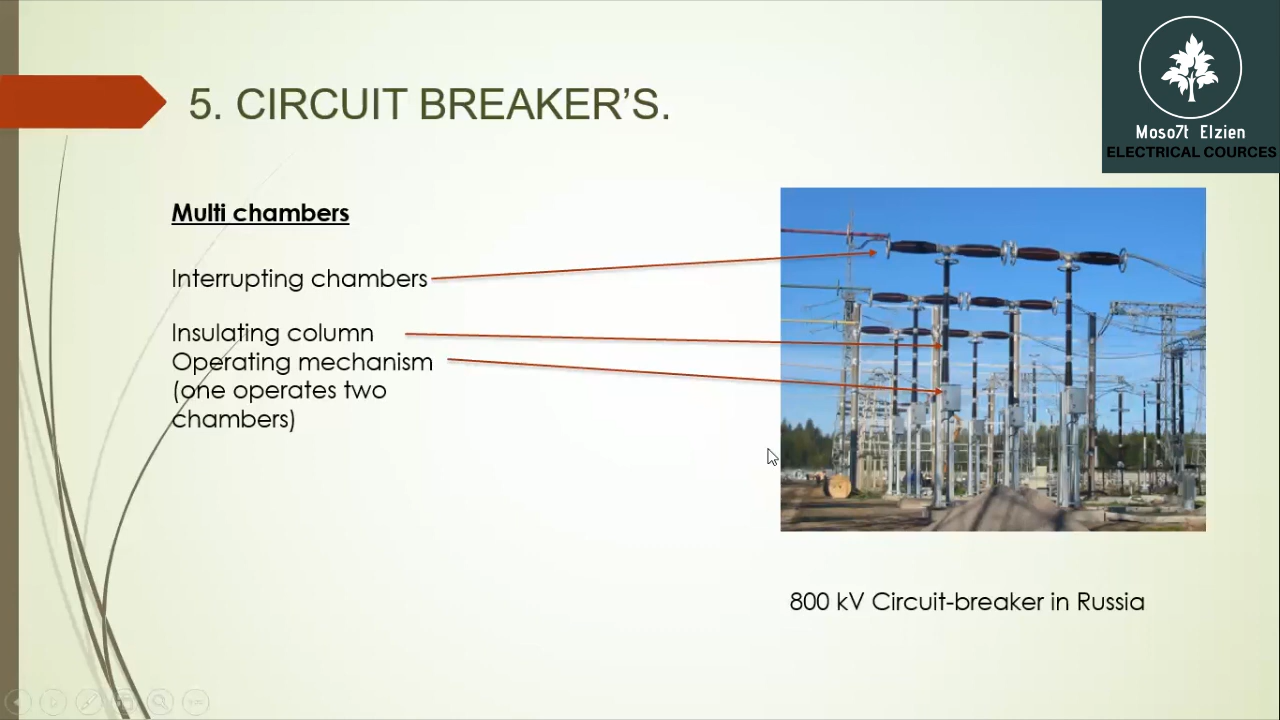 5. CIRCUIT BREAKER’S.
Moso7t Elzien
ELECTRICAL COURCES
Multi chambers
Interrupting chambers
Insulating column
Operating mechanism
(one operates two
chambers)
800 kV Circuit-breaker in Russia